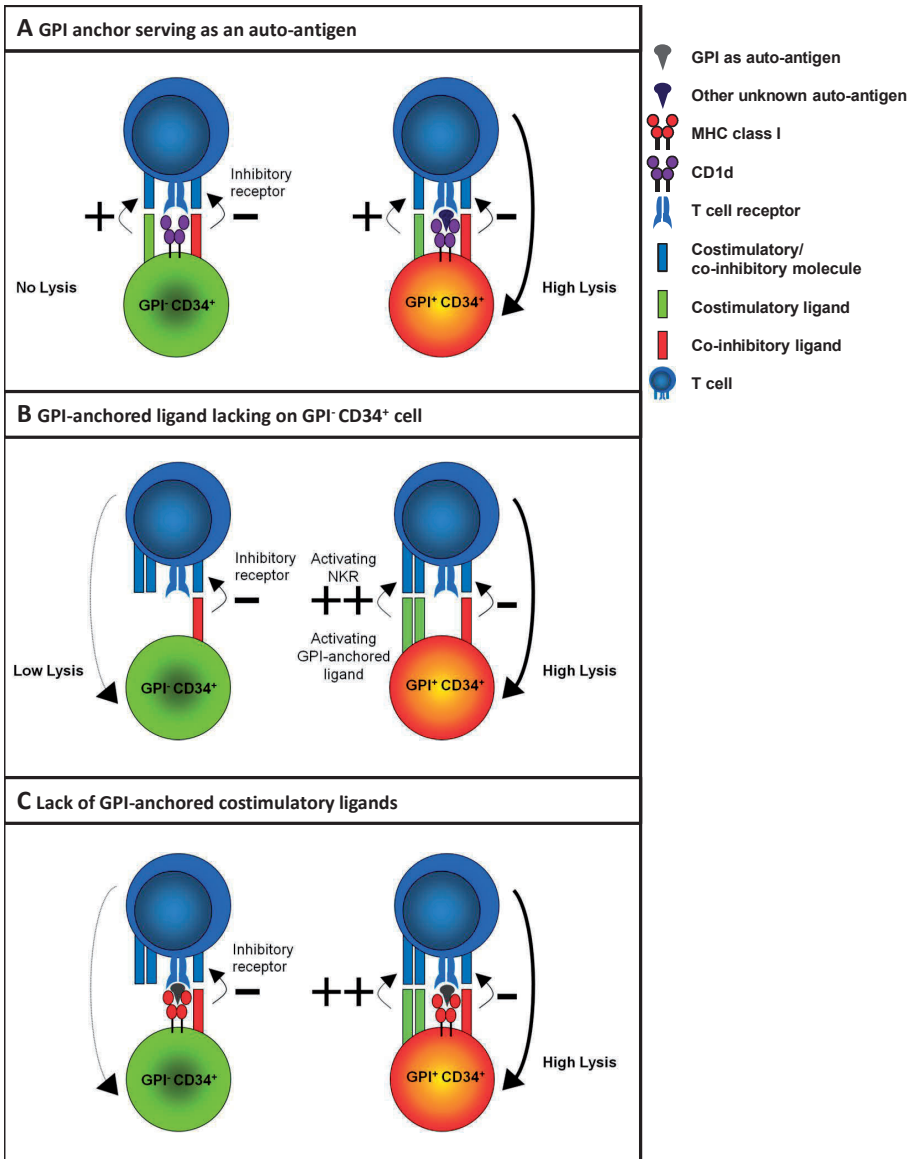 A GPI anchor serving as an auto-antigen
Inhibitory
receptor
+
−
+
−
No Lysis
GPI⁻ CD34⁺
GPI⁺ CD34⁺
High Lysis
B GPI-anchored ligand lacking on GPI⁻ CD34⁺ cell
Inhibitory
receptor
−
Activating
NKR
++
−
Activating
GPI-anchored
ligand
Low Lysis
GPI⁻ CD34⁺
GPI⁺ CD34⁺
High Lysis
C Lack of GPI-anchored costimulatory ligands
Inhibitory
receptor
−
++
−
GPI⁻ CD34⁺
GPI⁺ CD34⁺
High Lysis
GPI as auto-antigen
Other unknown auto-antigen
MHC class I
CD1d
T cell receptor
Costimulatory/
co-inhibitory molecule
Costimulatory ligand
Co-inhibitory ligand
T cell